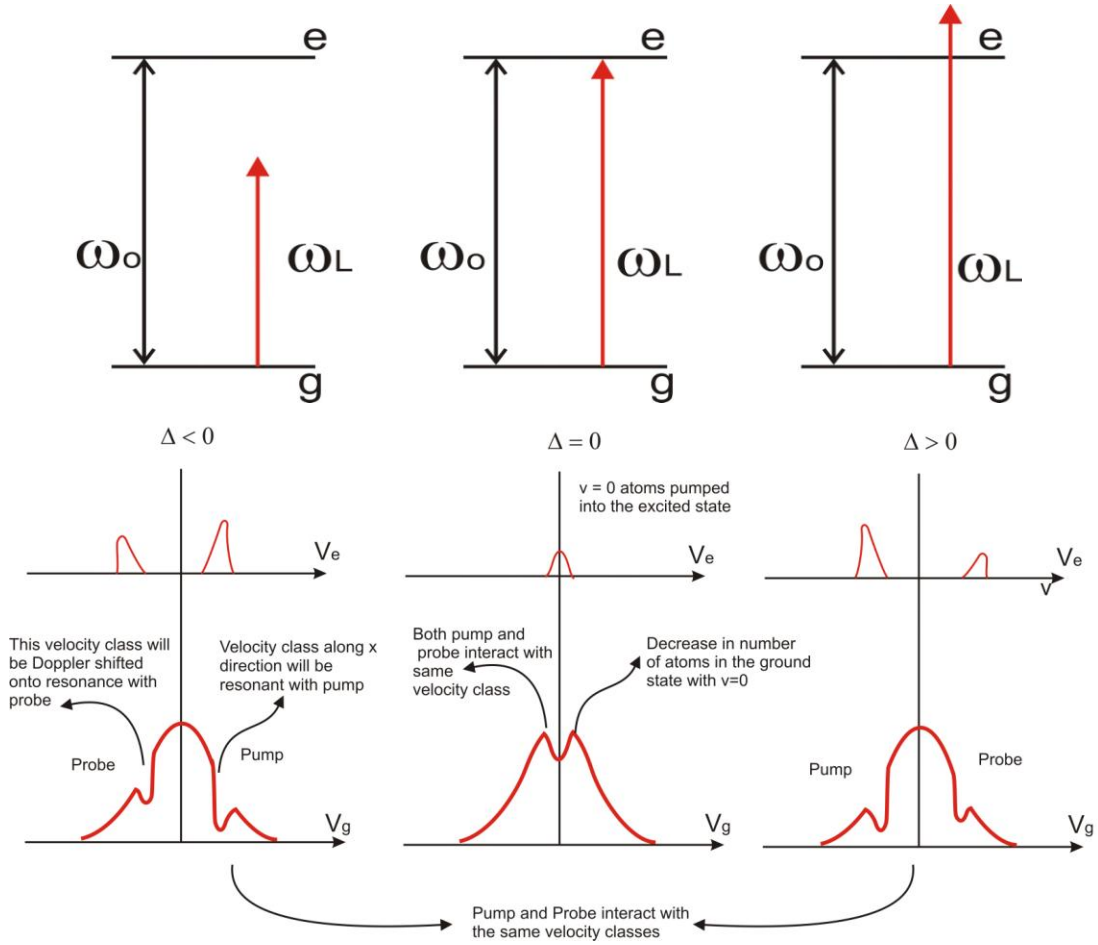 e
e
e
ωo
ωL
ωo
ωL
ωo
ωL
g
g
g
Δ < 0
Δ = 0
Δ > 0
v = 0 atoms pumped
into the excited state
Ve
Ve
Ve
v
This velocity class will
be Doppler shifted
onto resonance with
probe
Velocity class along x
direction will be
resonant with pump
Both pump and
probe interact with
same
velocity class
Decrease in number
of atoms in the ground
state with v=0
Probe
Pump
Pump
Probe
Vg
Vg
Vg
Pump and Probe interact with
the same velocity classes